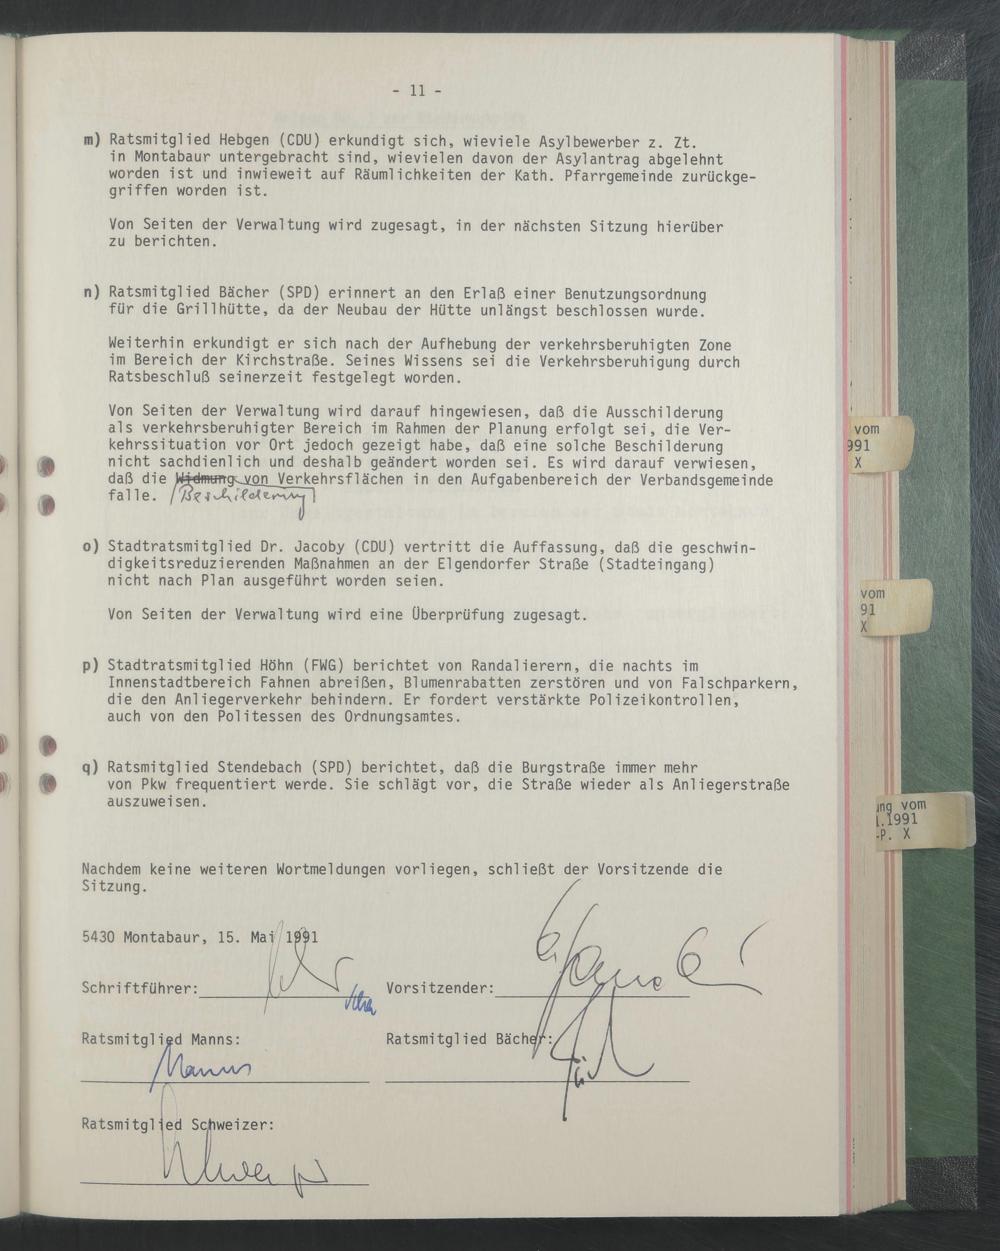 - 11 -
m) Ratsmitglied Hebgen (CDU) erkundigt sich, wieviele Asylbewerber z. Zt.
in Montabaur untergebracht sind, wievielen davon der Asylantrag abgelehnt
worden ist und inwieweit auf Räumlichkeiten der Kath. Pfarrgemeinde zurückge-
griffen worden ist.
Von Seiten der Verwaltung wird zugesagt, in der nächsten Sitzung hierüber
zu berichten.
n) Ratsmitglied Bächer (SPD) erinnert an den Erlaß einer Benutzungsordnung
für die Grillhütte, da der Neubau der Hütte unlängst beschlossen wurde.
Weiterhin erkundigt er sich nach der Aufhebung der verkehrsberuhigten Zone
im Bereich der Kirchstraße. Seines Wissens sei die Verkehrsberuhigung durch
Ratsbeschluß seinerzeit festgelegt worden.
Von Seiten der Verwaltung wird darauf hingewiesen, daß die Ausschilderung
als verkehrsberuhigter Bereich im Rahmen der Planung erfolgt sei, die Ver-
kehrssituation vor Ort jedoch gezeigt habe, daß eine solche Beschilderung
nicht sachdienlich und deshalb geändert worden sei. Es wird darauf verwiesen,
daß die Widmung von Verkehrsflächen in den Aufgabenbereich der Verbandsgemeinde
falle. Beschilderung
o) Stadtratsmitglied Dr. Jacoby (CDU) vertritt die Auffassung, daß die geschwin-
digkeitsreduzierenden Maßnahmen an der Elgendorfer Straße (Stadteingang)
nicht nach Plan ausgeführt worden seien.
Von Seiten der Verwaltung wird eine Überprüfung zugesagt.
p) Stadtratsmitglied Höhn (FWG) berichtet von Randalierern, die nachts im
Innenstadtbereich Fahnen abreißen, Blumenrabatten zerstören und von Falschparkern,
die den Anliegerverkehr behindern. Er fordert verstärkte Polizeikontrollen,
auch von den Politessen des Ordnungsamtes.
q) Ratsmitglied Stendebach (SPD) berichtet, daß die Burgstraße immer mehr
von Pkw frequentiert werde. Sie schlägt vor, die Straße wieder als Anliegerstraße
auszuweisen.
Nachdem keine weiteren Wortmeldungen vorliegen, schließt der Vorsitzende die
Sitzung.
5430 Montabaur, 15. Mai 1991
Schriftführer: Vorsitzender:
Ratsmitglied Manns: Ratsmitglied Bächer:
Manns
Ratsmitglied Schweizer:
vom
991
X
vom
91
X
ung vom
.1991
-P. X